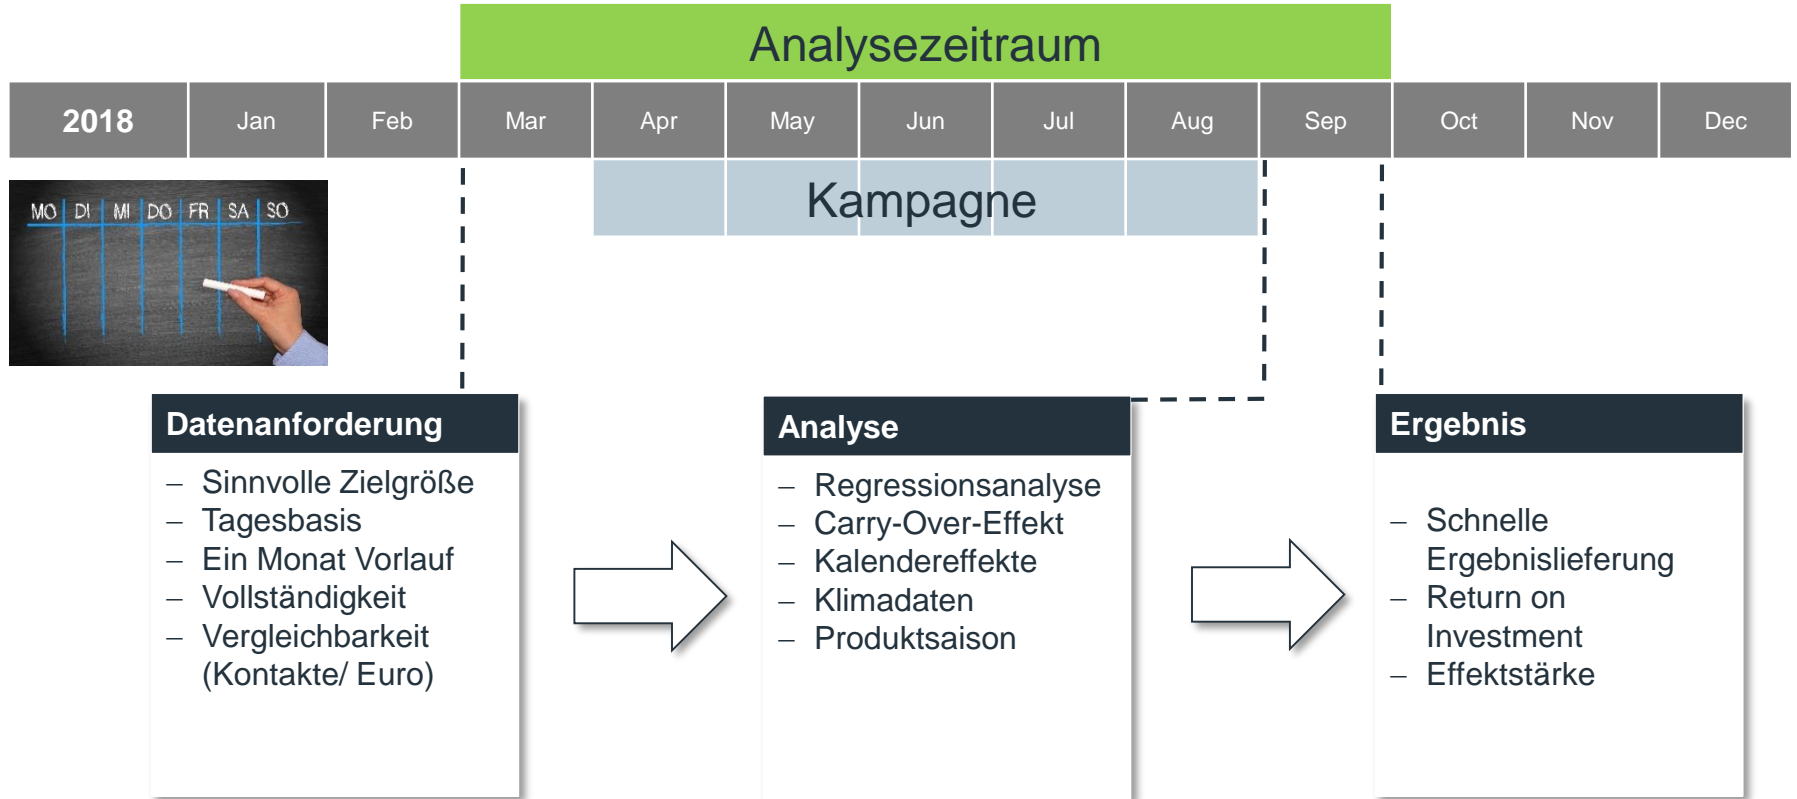 Analysezeitraum
2018 Jan Feb Mar Apr May Jun Jul Aug Sep Oct Nov Dec
Kampagne
MO DI MI DO FR SA SO
Datenanforderung
– Sinnvolle Zielgröße
– Tagesbasis
– Ein Monat Vorlauf
– Vollständigkeit
– Vergleichbarkeit
(Kontakte/ Euro)
Analyse
– Regressionsanalyse
– Carry-Over-Effekt
– Kalendereffekte
– Klimadaten
– Produktsaison
Ergebnis
– Schnelle
Ergebnislieferung
– Return on
Investment
– Effektstärke